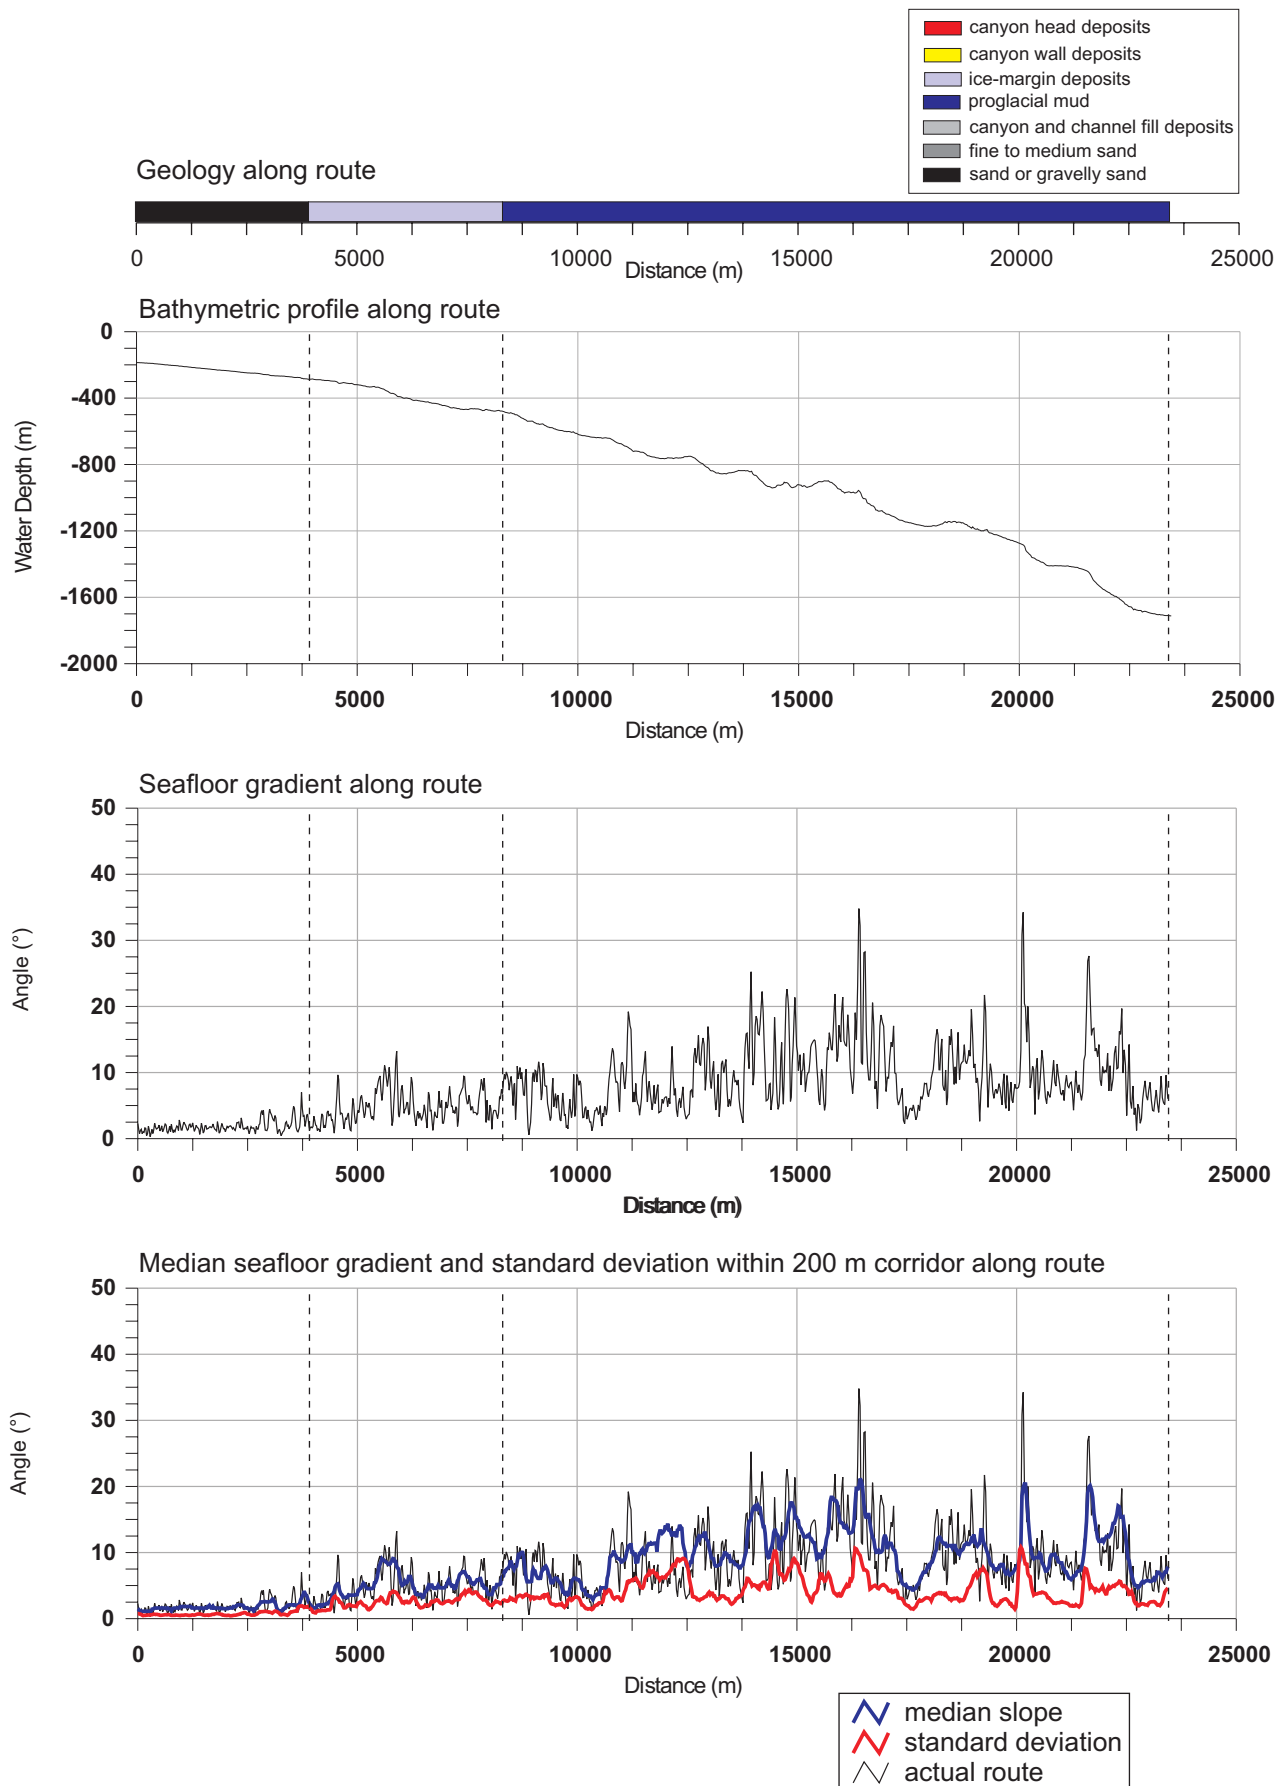 canyon head deposits
canyon wall deposits
ice-margin deposits
proglacial mud
canyon and channel fill deposits
fine to medium sand
sand or gravelly sand
Geology along route
0 5000 10000 15000 20000 25000
Distance (m)
Bathymetric profile along route
0
-400
-800
-1200
-1600
-2000
Water Depth (m)
0 5000 10000 15000 20000 25000
Distance (m)
Seafloor gradient along route
50
40
30
20
10
0
Angle (°)
0 5000 10000 15000 20000 25000
Distance (m)
Median seafloor gradient and standard deviation within 200 m corridor along route
50
40
30
20
10
0
Angle (°)
0 5000 10000 15000 20000 25000
Distance (m)
median slope
standard deviation
actual route